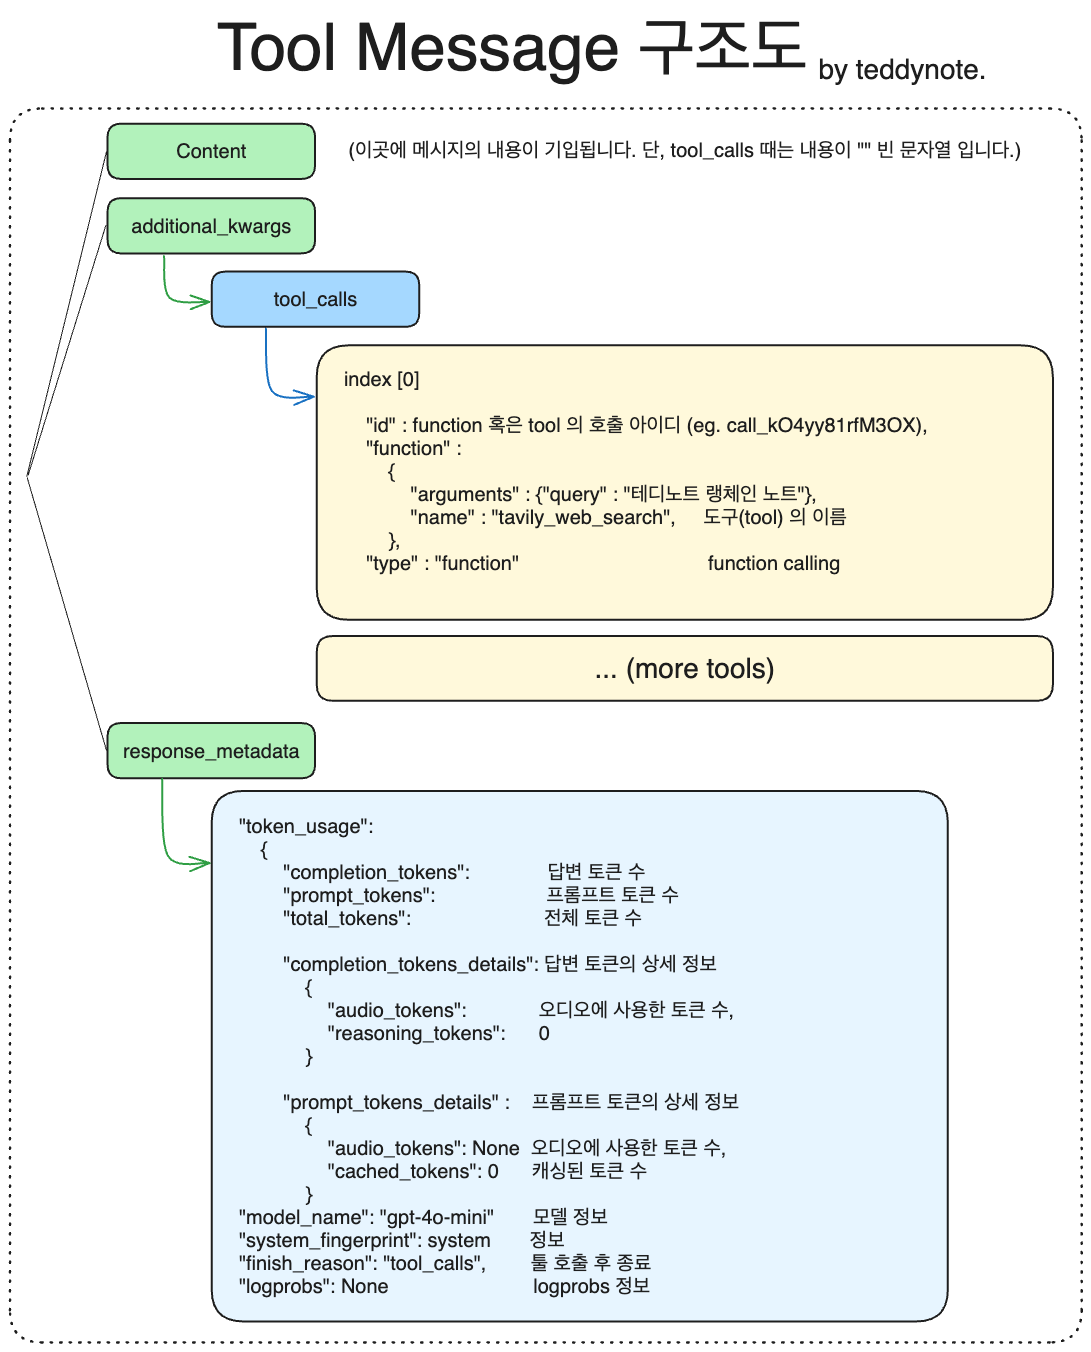 Tool Message 구조도 by teddynote.
Content (이곳에 메시지의 내용이 기입됩니다. 단, tool_calls 때는 내용이 "" 빈 문자열 입니다.)
additional_kwargs
tool_calls
index [0]
"id" : function 혹은 tool 의 호출 아이디 (eg. call_kO4yy81rfM3OX),
"function" :
{
"arguments" : {"query" : "테디노트 랭체인 노트"},
"name" : "tavily_web_search", 도구(tool) 의 이름
},
"type" : "function" function calling
... (more tools)
response_metadata
"token_usage":
{
"completion_tokens": 답변 토큰 수
"prompt_tokens": 프롬프트 토큰 수
"total_tokens": 전체 토큰 수
"completion_tokens_details": 답변 토큰의 상세 정보
{
"audio_tokens": 오디오에 사용한 토큰 수,
"reasoning_tokens": 0
}
"prompt_tokens_details" : 프롬프트 토큰의 상세 정보
{
"audio_tokens": None 오디오에 사용한 토큰 수,
"cached_tokens": 0 캐싱된 토큰 수
}
"model_name": "gpt-4o-mini" 모델 정보
"system_fingerprint": system 정보
"finish_reason": "tool_calls", 툴 호출 후 종료
"logprobs": None logprobs 정보